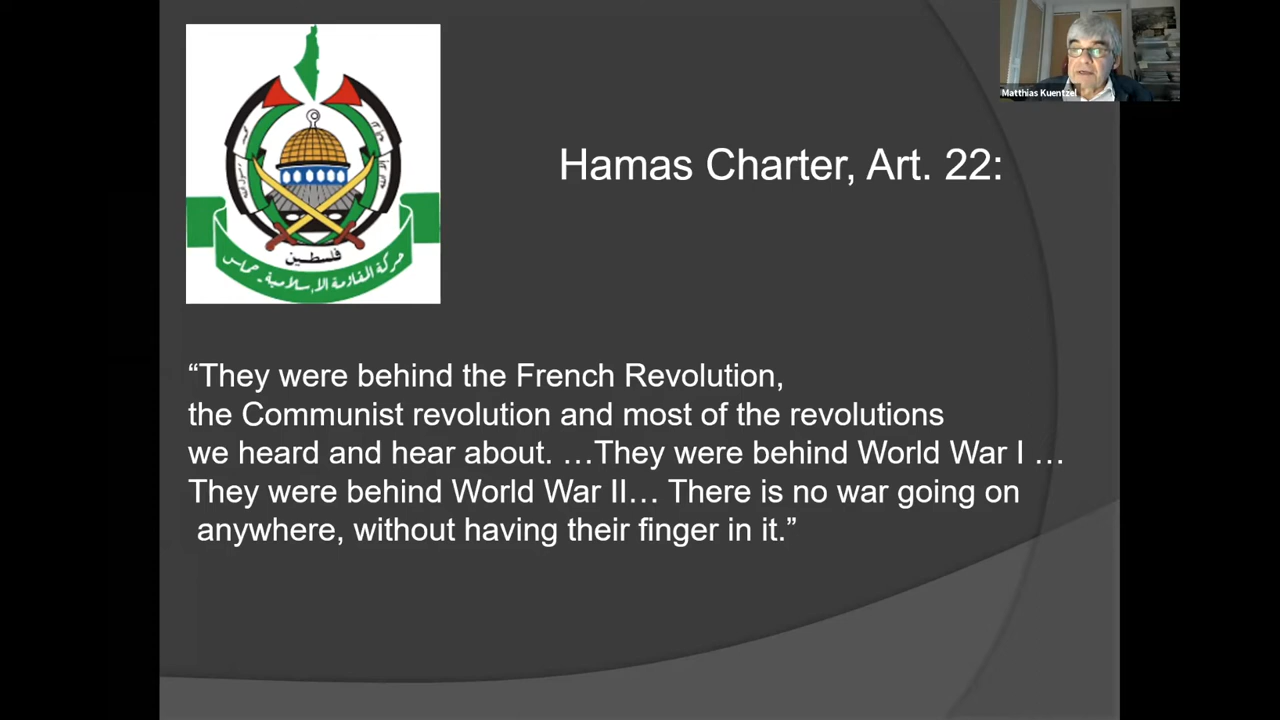 Matthias Kuentzel
Hamas Charter, Art. 22:
فلسطين
حركة المقاومة الإسلامية - حماس
“They were behind the French Revolution,
the Communist revolution and most of the revolutions
we heard and hear about. …They were behind World War I …
They were behind World War II… There is no war going on
anywhere, without having their finger in it.”